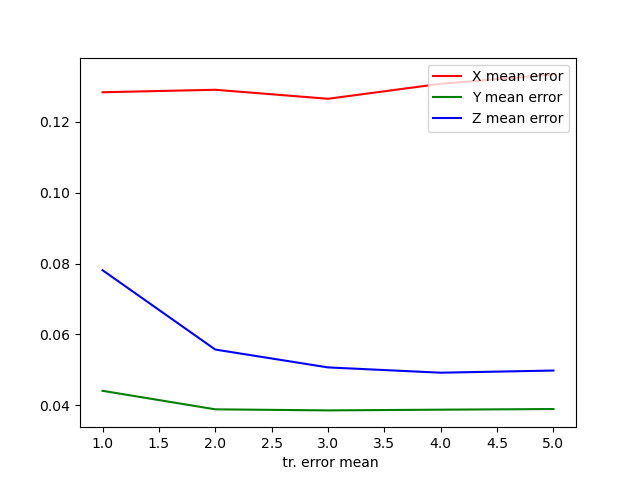 X mean error
Y mean error
Z mean error
0.12
0.10
0.08
0.06
0.04
1.0 1.5 2.0 2.5 3.0 3.5 4.0 4.5 5.0
tr. error mean